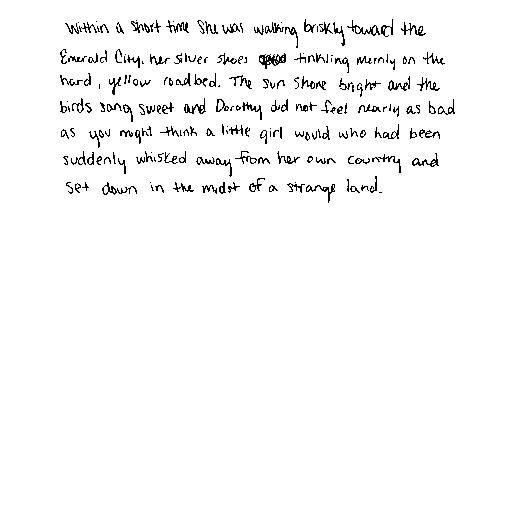 Within a short time she was walking briskly toward the
Emerald City, her silver shoes tinkling merrily on the
hard, yellow roadbed. The sun shone bright and the
birds sang sweet and Dorothy did not feel nearly as bad
as you might think a little girl would who had been
suddenly whisked away from her own country and
set down in the midst of a strange land.